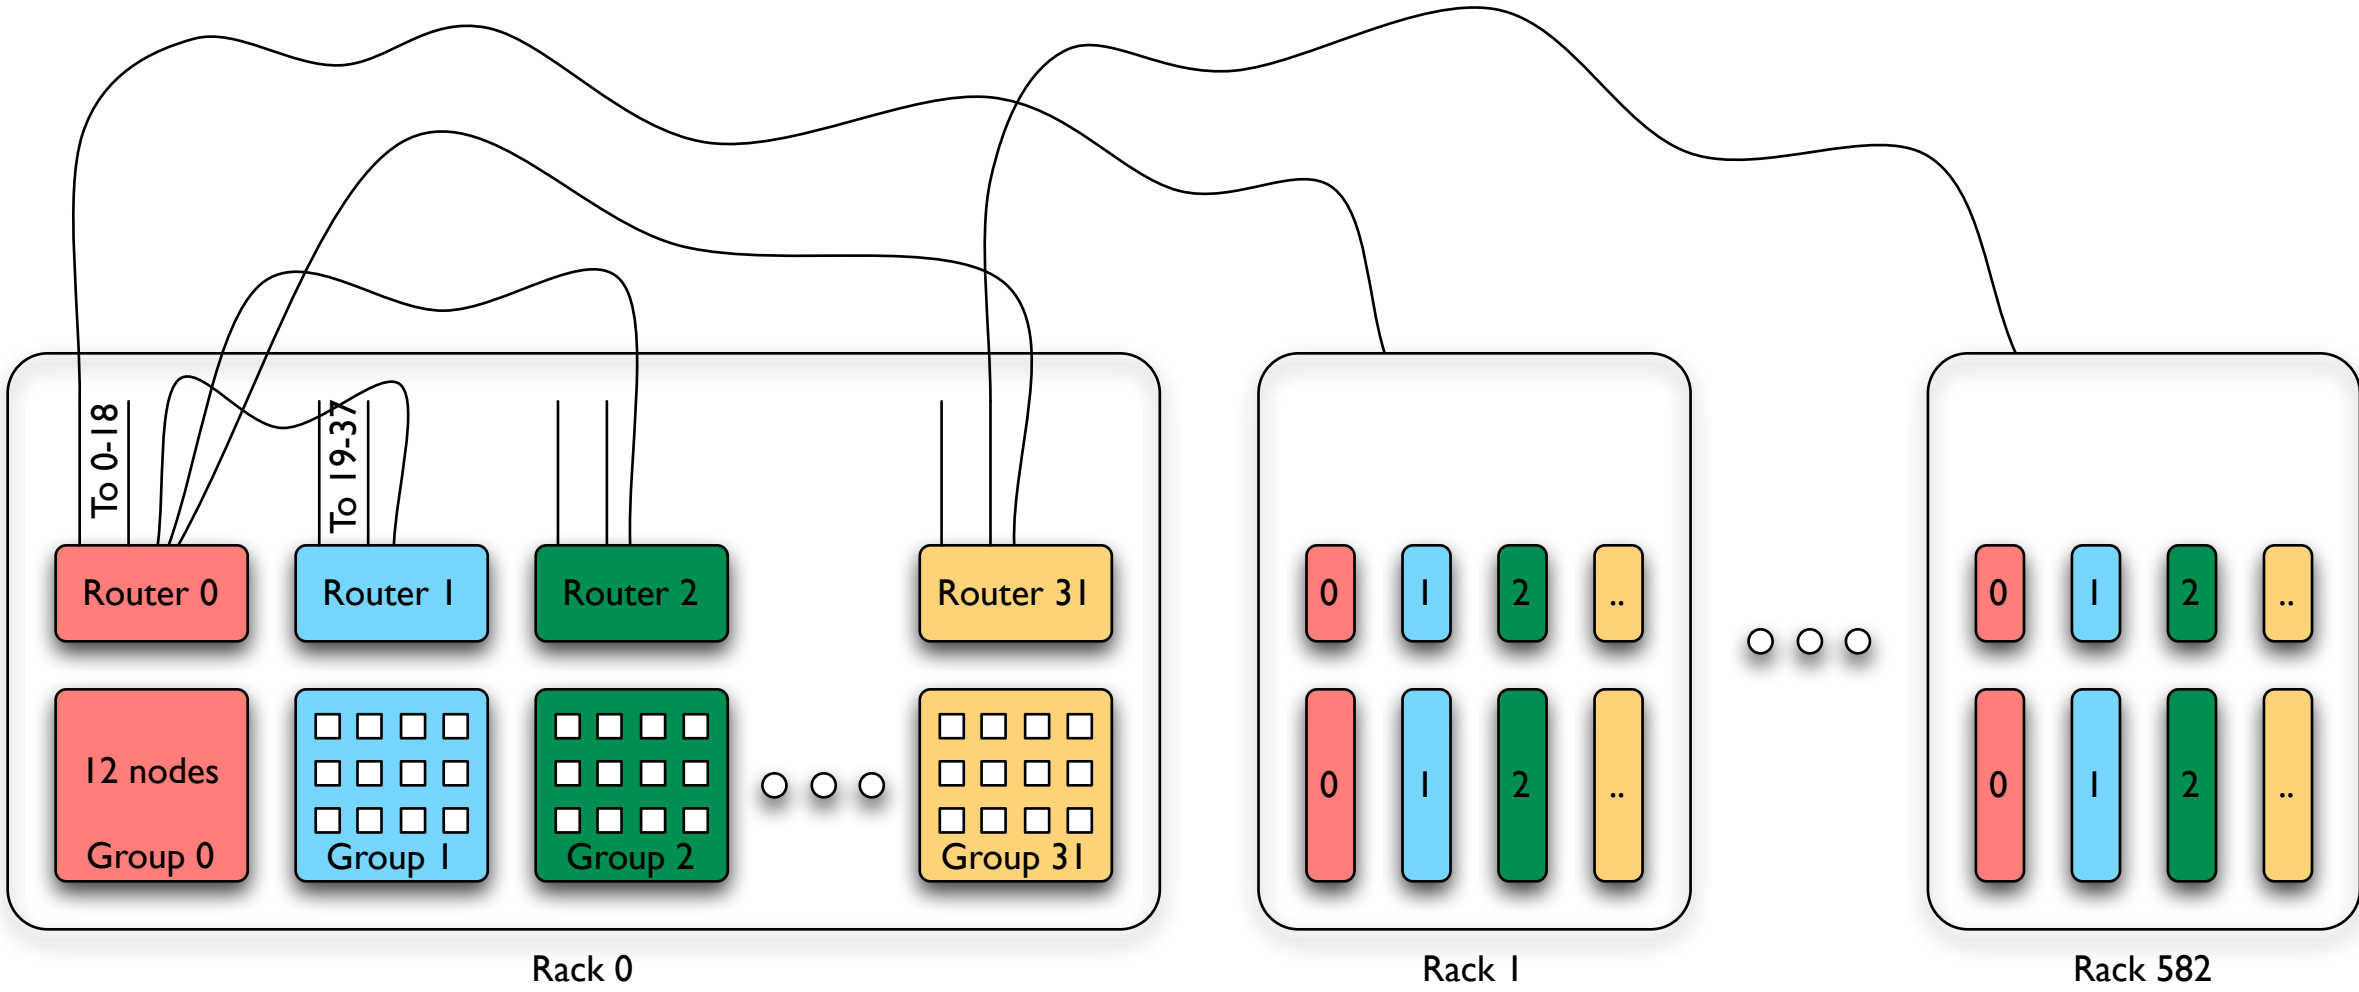 To 0-18
To 19-37
Router 0
Router 1
Router 2
Router 31
0
1
2
..
0
1
2
..
12 nodes
Group 0
Group 1
Group 2
Group 31
0
1
2
..
0
1
2
..
Rack 0
Rack 1
Rack 582